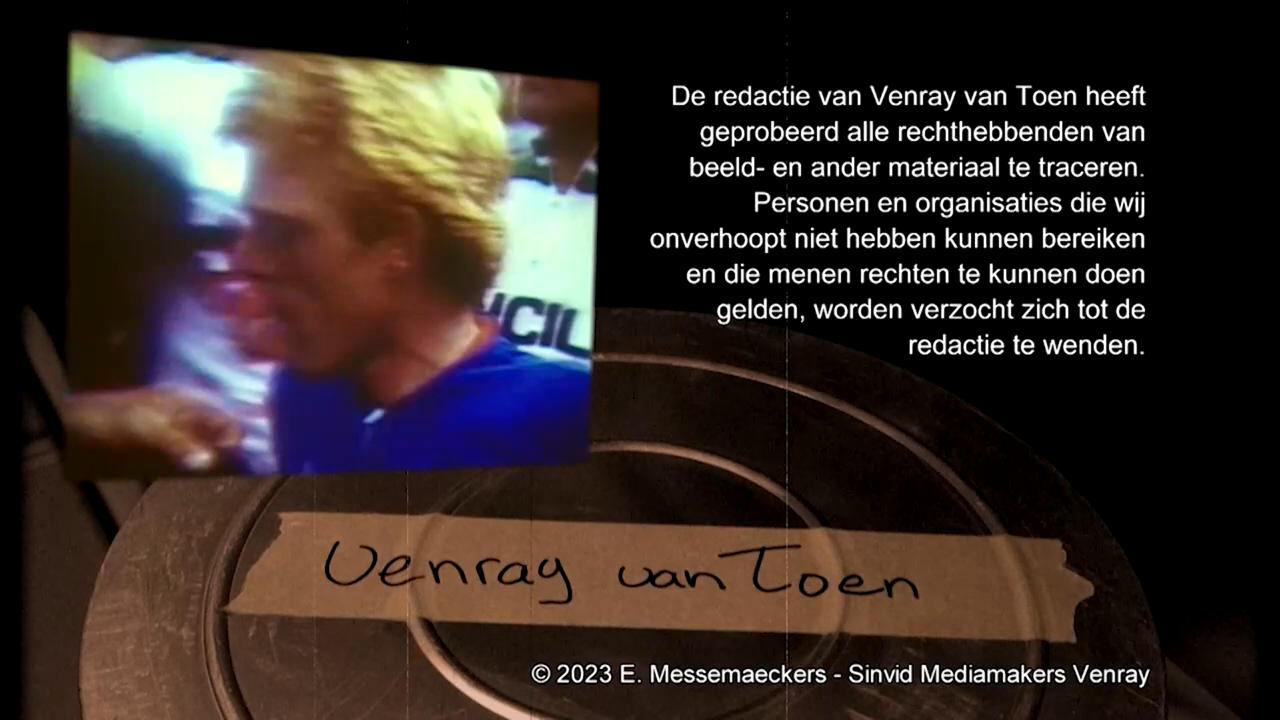 De redactie van Venray van Toen heeft
geprobeerd alle rechthebbenden van
beeld- en ander materiaal te traceren.
Personen en organisaties die wij
onverhoopt niet hebben kunnen bereiken
en die menen rechten te kunnen doen
gelden, worden verzocht zich tot de
redactie te wenden.
Venray van Toen
© 2023 E. Messemaeckers - Sinvid Mediamakers Venray